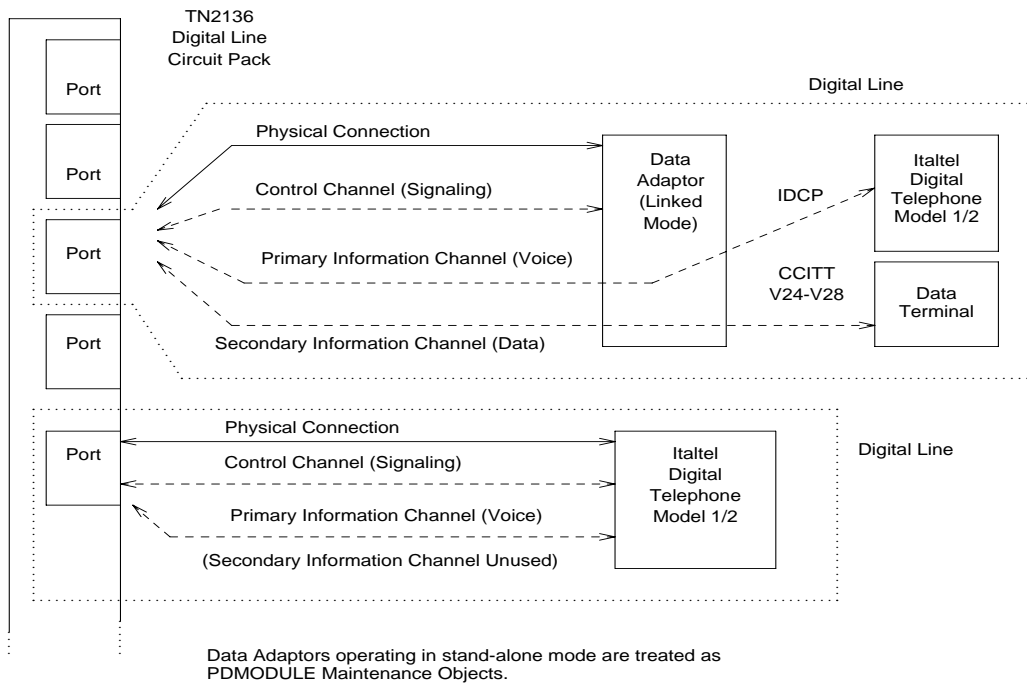 TN2136
Digital Line
Circuit Pack
Port
Digital Line
Physical Connection
Port
Data
Adaptor
(Linked
Mode)
Italtel
Digital
Telephone
Model 1/2
Control Channel (Signaling)
IDCP
Port
Primary Information Channel (Voice)
CCITT
V24-V28
Data
Terminal
Port
Secondary Information Channel (Data)
Physical Connection
Port
Italtel
Digital
Telephone
Model 1/2
Digital Line
Control Channel (Signaling)
Primary Information Channel (Voice)
(Secondary Information Channel Unused)
Data Adaptors operating in stand-alone mode are treated as
PDMODULE Maintenance Objects.